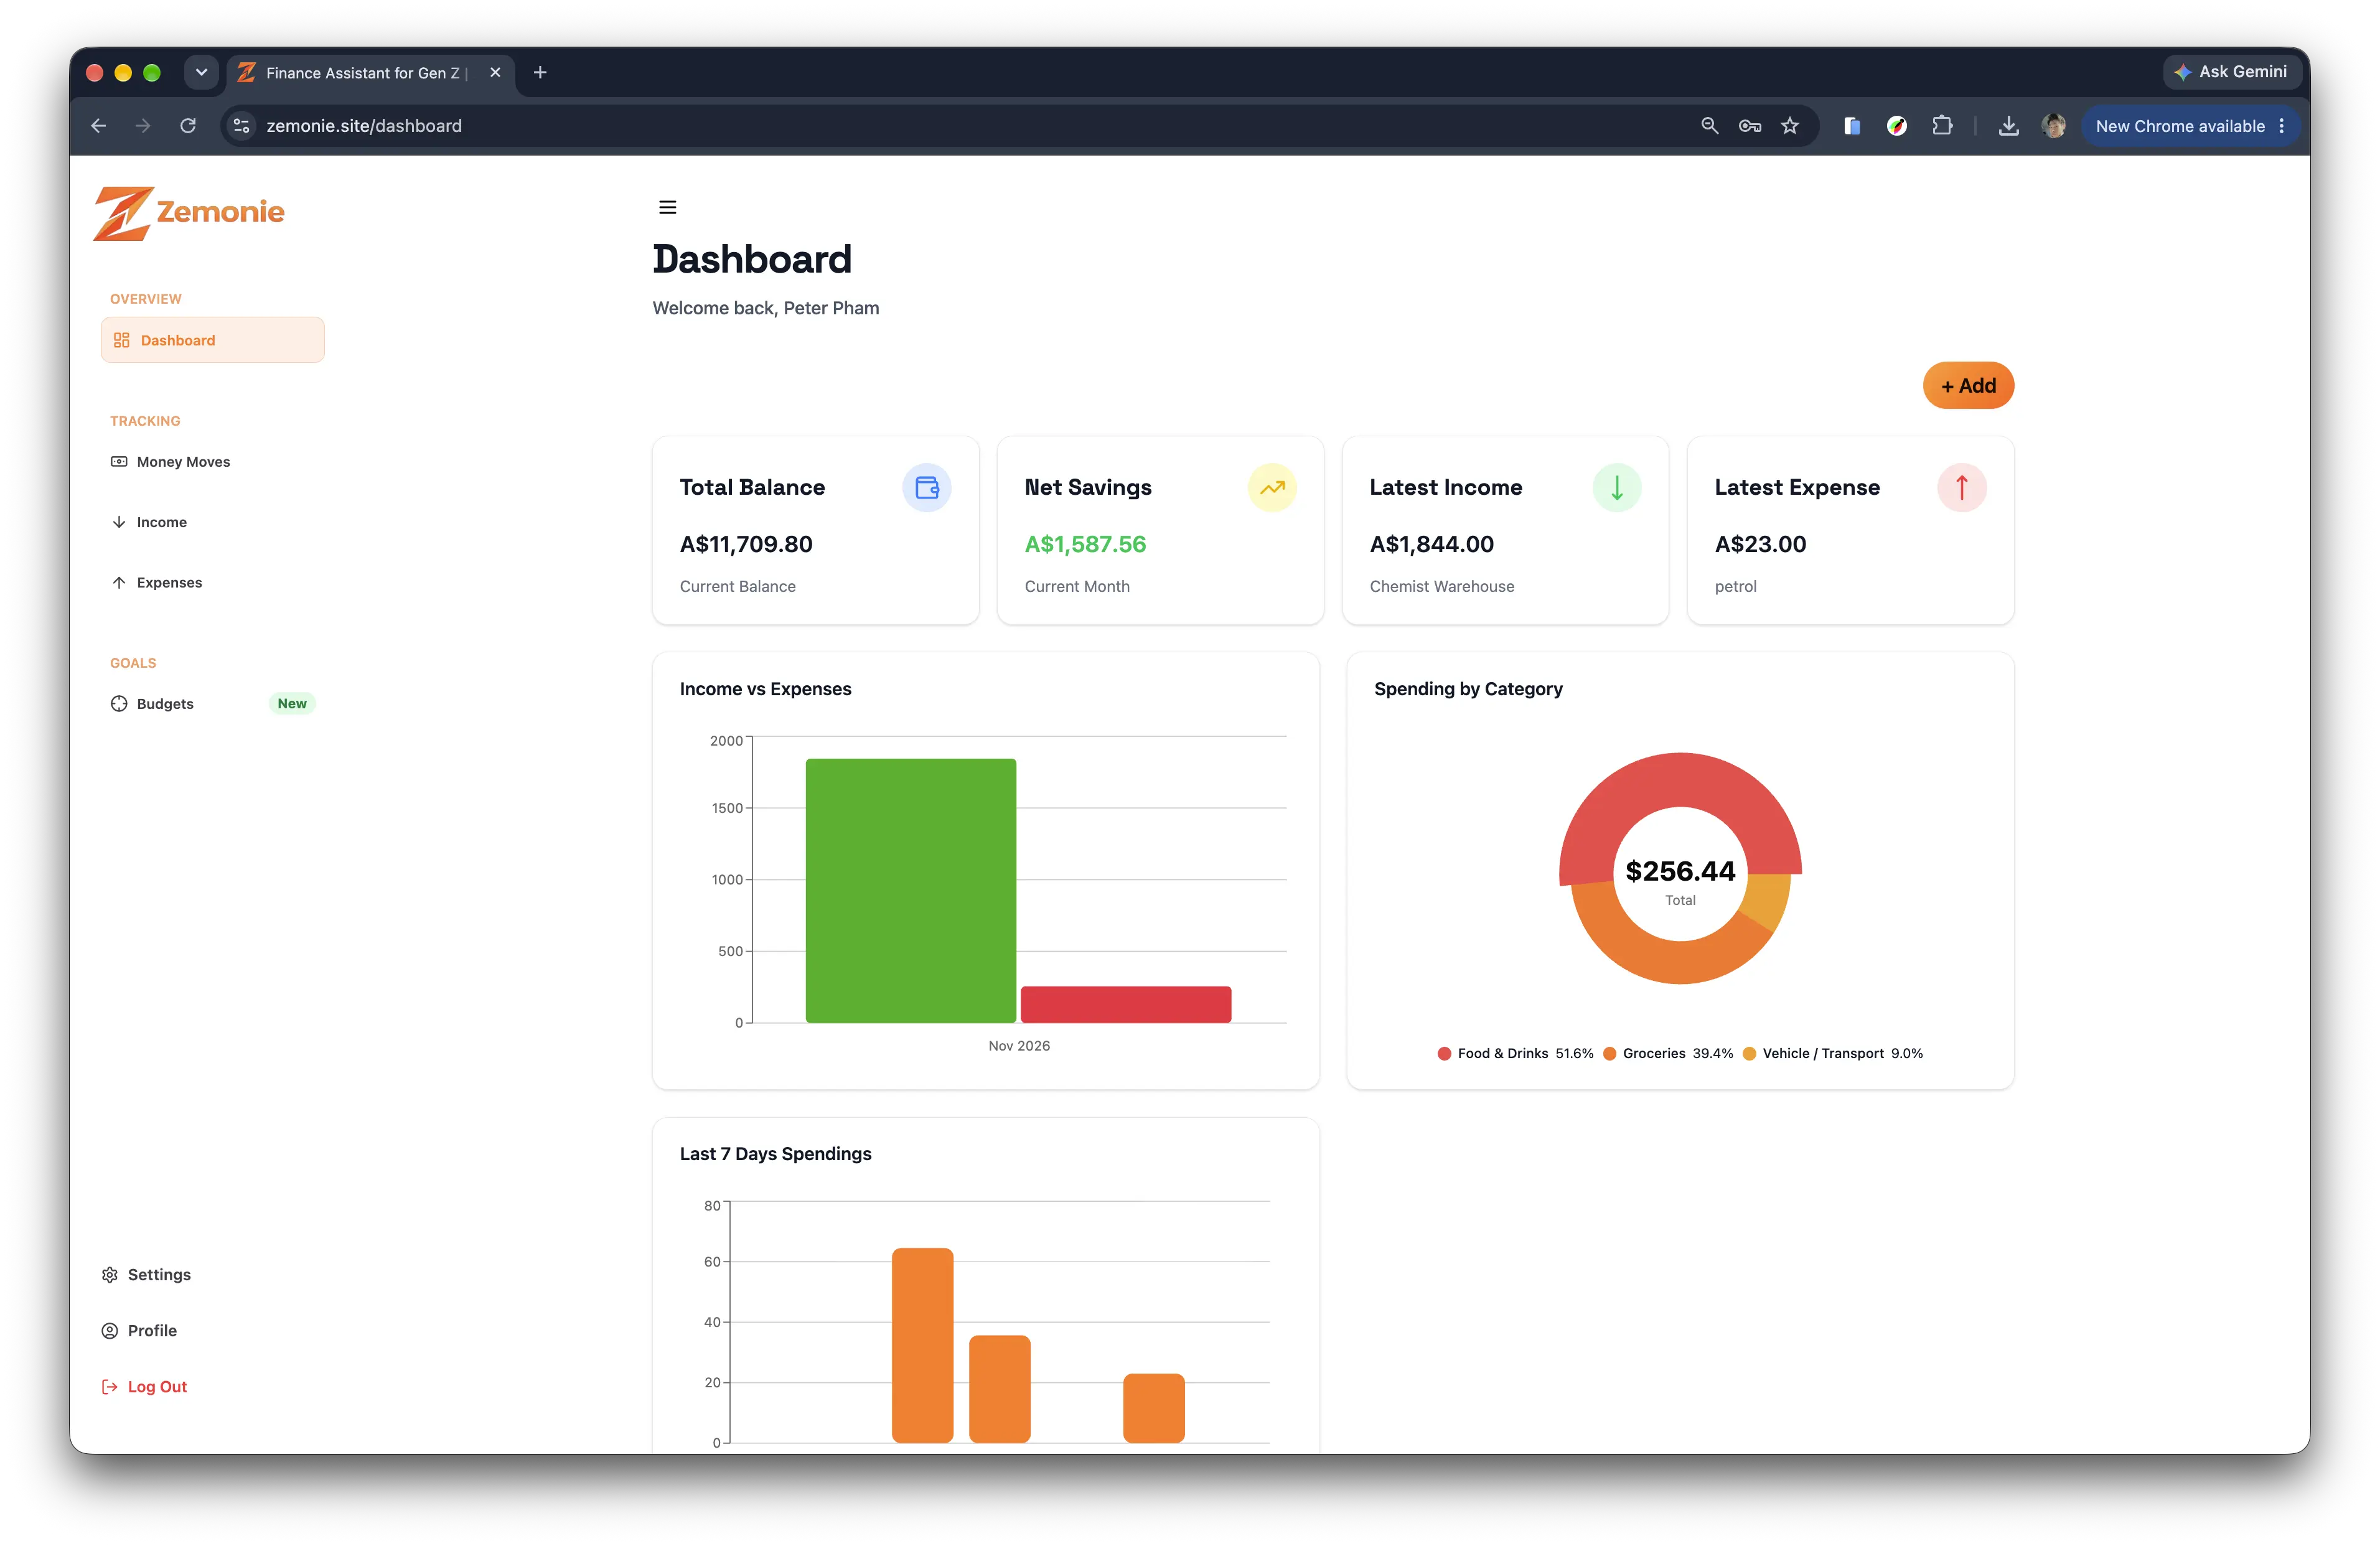 Finance Assistant for Gen Z |
Ask Gemini
zemonie.site/dashboard
New Chrome available
Zemonie
OVERVIEW
Dashboard
TRACKING
Money Moves
Income
Expenses
GOALS
Budgets New
Settings
Profile
Log Out
Dashboard
Welcome back, Peter Pham
+ Add
Total Balance
A$11,709.80
Current Balance
Net Savings
A$1,587.56
Current Month
Latest Income
A$1,844.00
Chemist Warehouse
Latest Expense
A$23.00
petrol
Income vs Expenses
2000
1500
1000
500
0
Nov 2026
Spending by Category
$256.44
Total
Food & Drinks 51.6% Groceries 39.4% Vehicle / Transport 9.0%
Last 7 Days Spendings
80
60
40
20
0